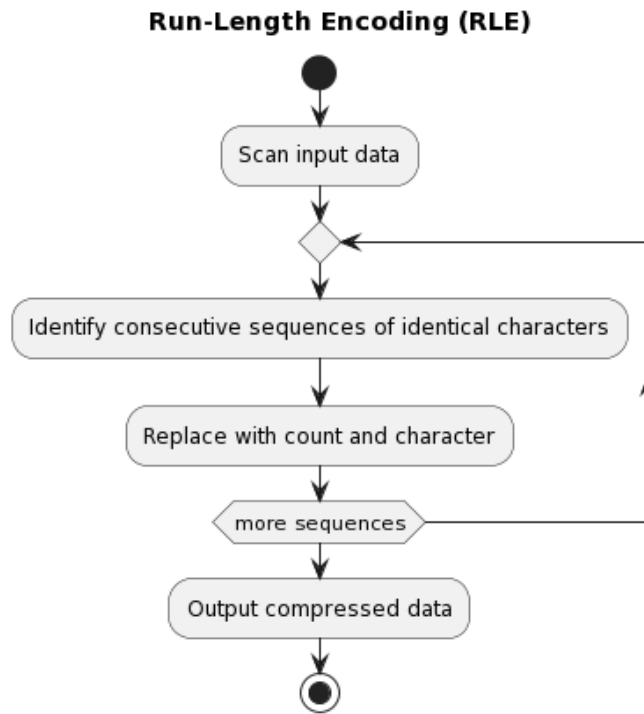 Run-Length Encoding (RLE)
Scan input data
Identify consecutive sequences of identical characters
Replace with count and character
more sequences
Output compressed data